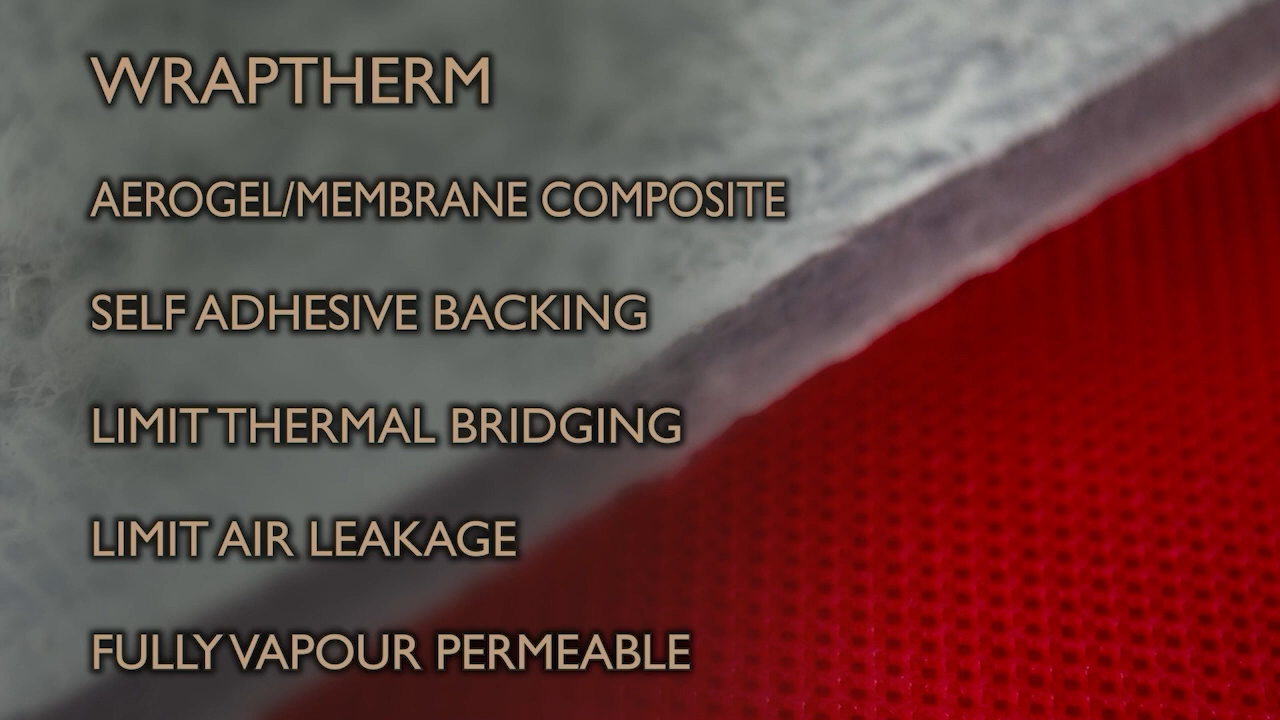 WRAPTHERM
AEROGEL/MEMBRANE COMPOSITE
SELF ADHESIVE BACKING
LIMIT THERMAL BRIDGING
LIMIT AIR LEAKAGE
FULLY VAPOUR PERMEABLE